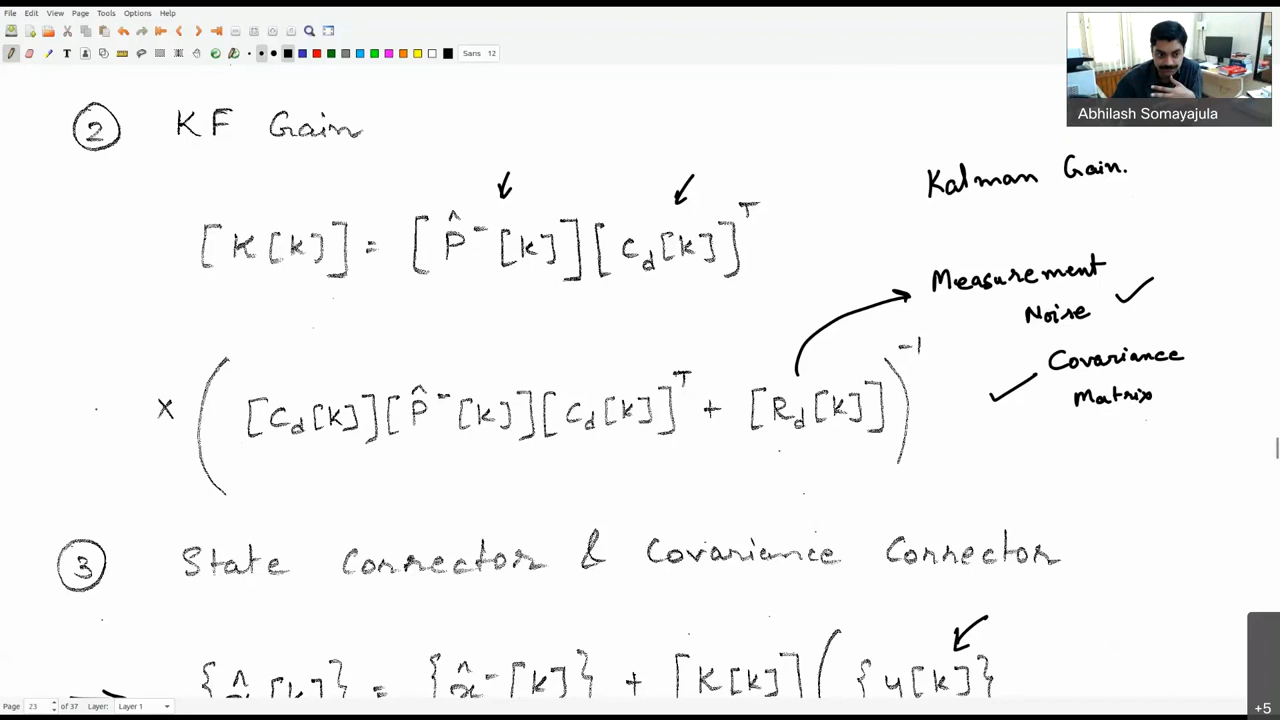 File Edit View Page Tools Options Help
Sans 12
Abhilash Somayajula
② KF Gain
Kalman Gain.
[K[k]] = [P̂⁻[k]][C_d[k]]ᵀ
Measurement
Noise ✓
✓ Covariance
Matrix
× ([C_d[k]][P̂⁻[k]][C_d[k]]ᵀ + [R_d[k]])⁻¹
③ State Corrector & Covariance Corrector
{x̂[k]} = {x̂⁻[k]} + [K[k]]({y[k]}
Page 23 of 37 Layer: Layer 1
+5